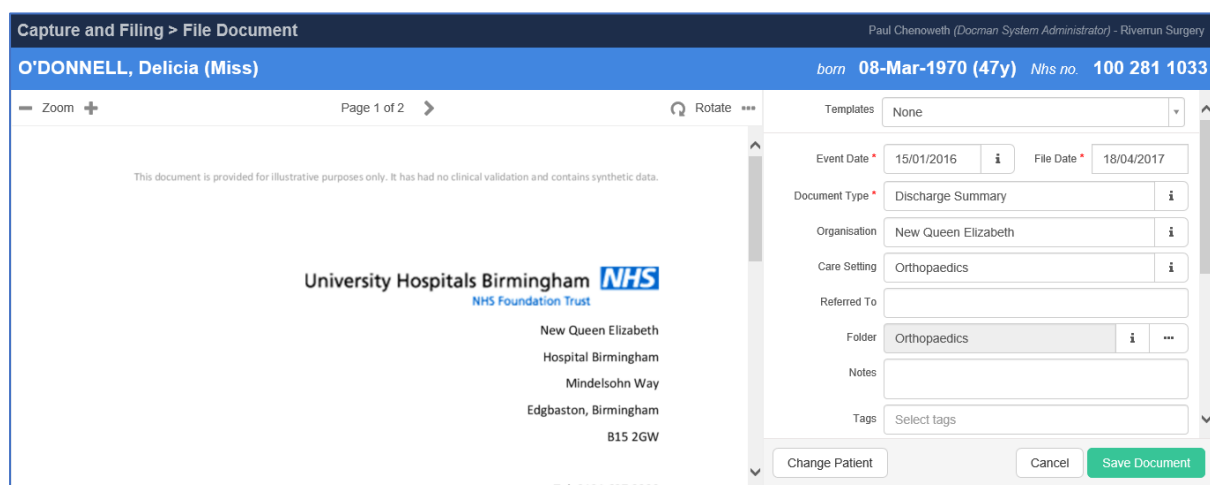 Capture and Filing > File Document
Paul Chenoweth (Docman System Administrator) - Riverrun Surgery
O'DONNELL, Delicia (Miss)
born 08-Mar-1970 (47y) Nhs no. 100 281 1033
Zoom
Page 1 of 2
Rotate
This document is provided for illustrative purposes only. It has had no clinical validation and contains synthetic data.
University Hospitals Birmingham NHS
NHS Foundation Trust
New Queen Elizabeth
Hospital Birmingham
Mindelsohn Way
Edgbaston, Birmingham
B15 2GW
Templates None
Event Date * 15/01/2016 i File Date * 18/04/2017
Document Type * Discharge Summary i
Organisation New Queen Elizabeth i
Care Setting Orthopaedics i
Referred To
Folder Orthopaedics i
Notes
Tags Select tags
Change Patient Cancel Save Document